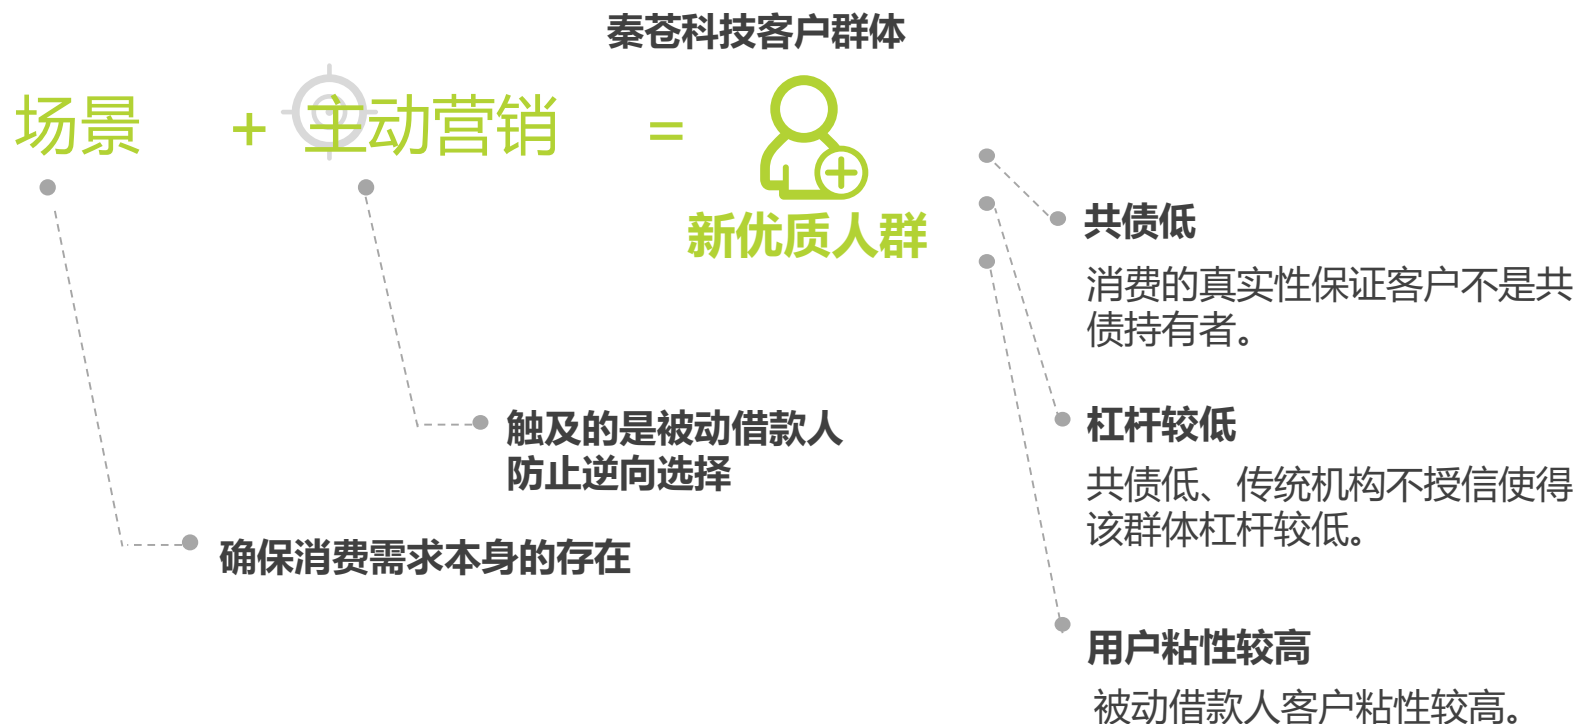 秦苍科技客户群体
场景 + 主动营销 =
新优质人群
共债低
消费的真实性保证客户不是共
债持有者。
杠杆较低
共债低、传统机构不授信使得
该群体杠杆较低。
用户粘性较高
被动借款人客户粘性较高。
触及的是被动借款人
防止逆向选择
确保消费需求本身的存在